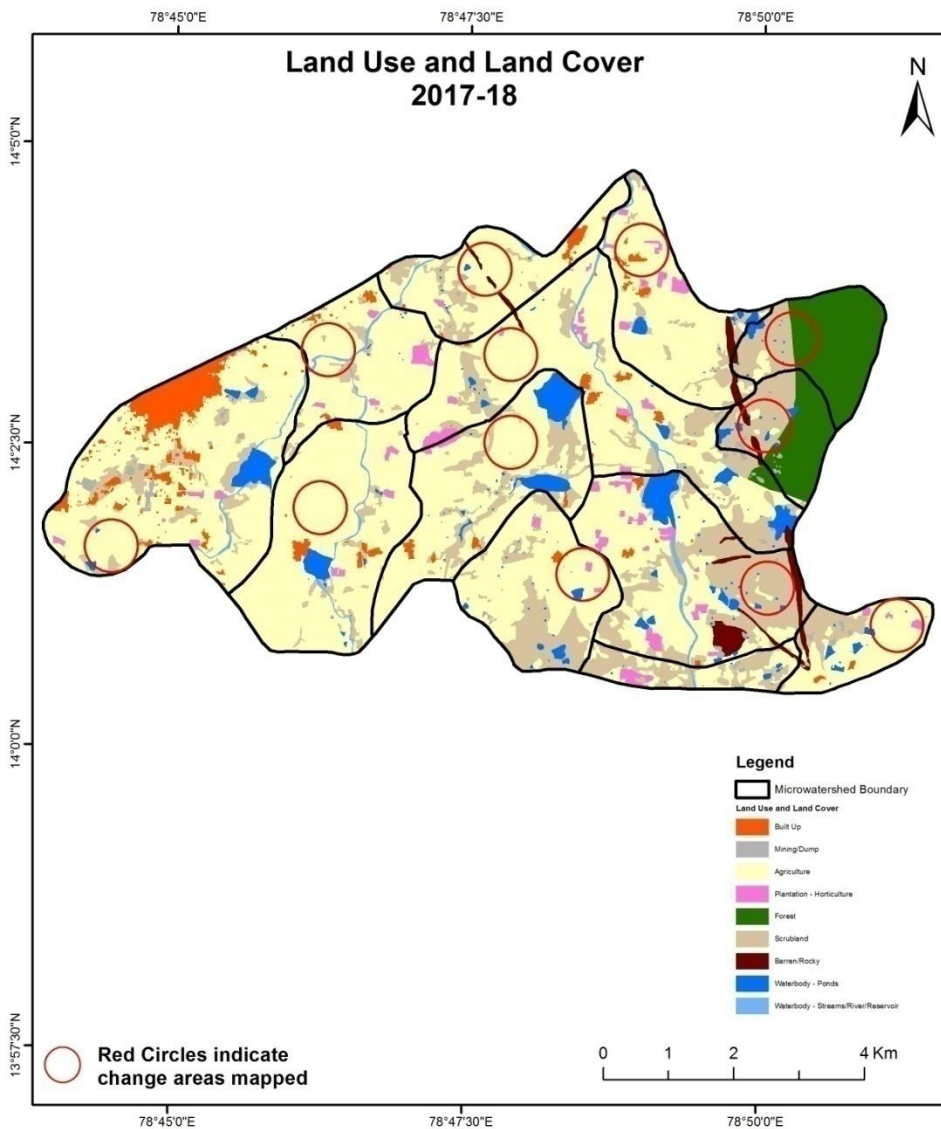 78°45'0"E 78°47'30"E 78°50'0"E
Land Use and Land Cover
2017-18
N
14°5'0"N
14°2'30"N
14°0'0"N
13°57'30"N
Legend
Microwatershed Boundary
Land Use and Land Cover
Built Up
Mining/Dump
Agriculture
Plantation - Horticulture
Forest
Scrubland
Barren/Rocky
Waterbody - Ponds
Waterbody - Streams/River/Reservoir
Red Circles indicate
change areas mapped
0 1 2 4 Km
78°45'0"E 78°47'30"E 78°50'0"E